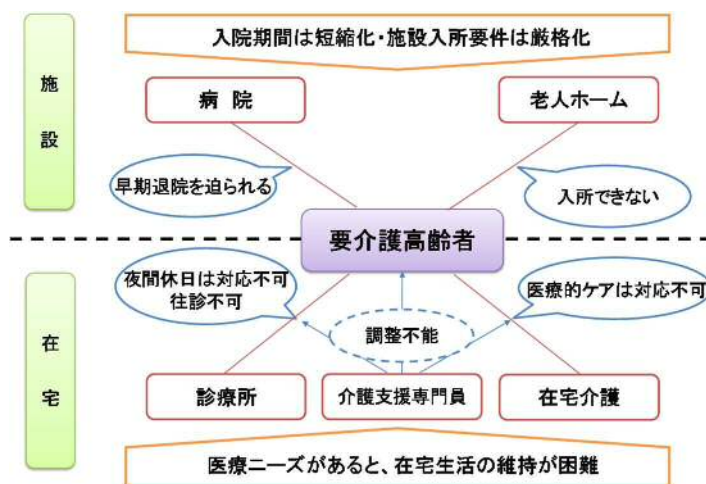 入院期間は短縮化・施設入所要件は厳格化
施設
病院
老人ホーム
早期退院を迫られる
入所できない
要介護高齢者
夜間休日は対応不可
往診不可
医療的ケアは対応不可
調整不能
在宅
診療所
介護支援専門員
在宅介護
医療ニーズがあると、在宅生活の維持が困難